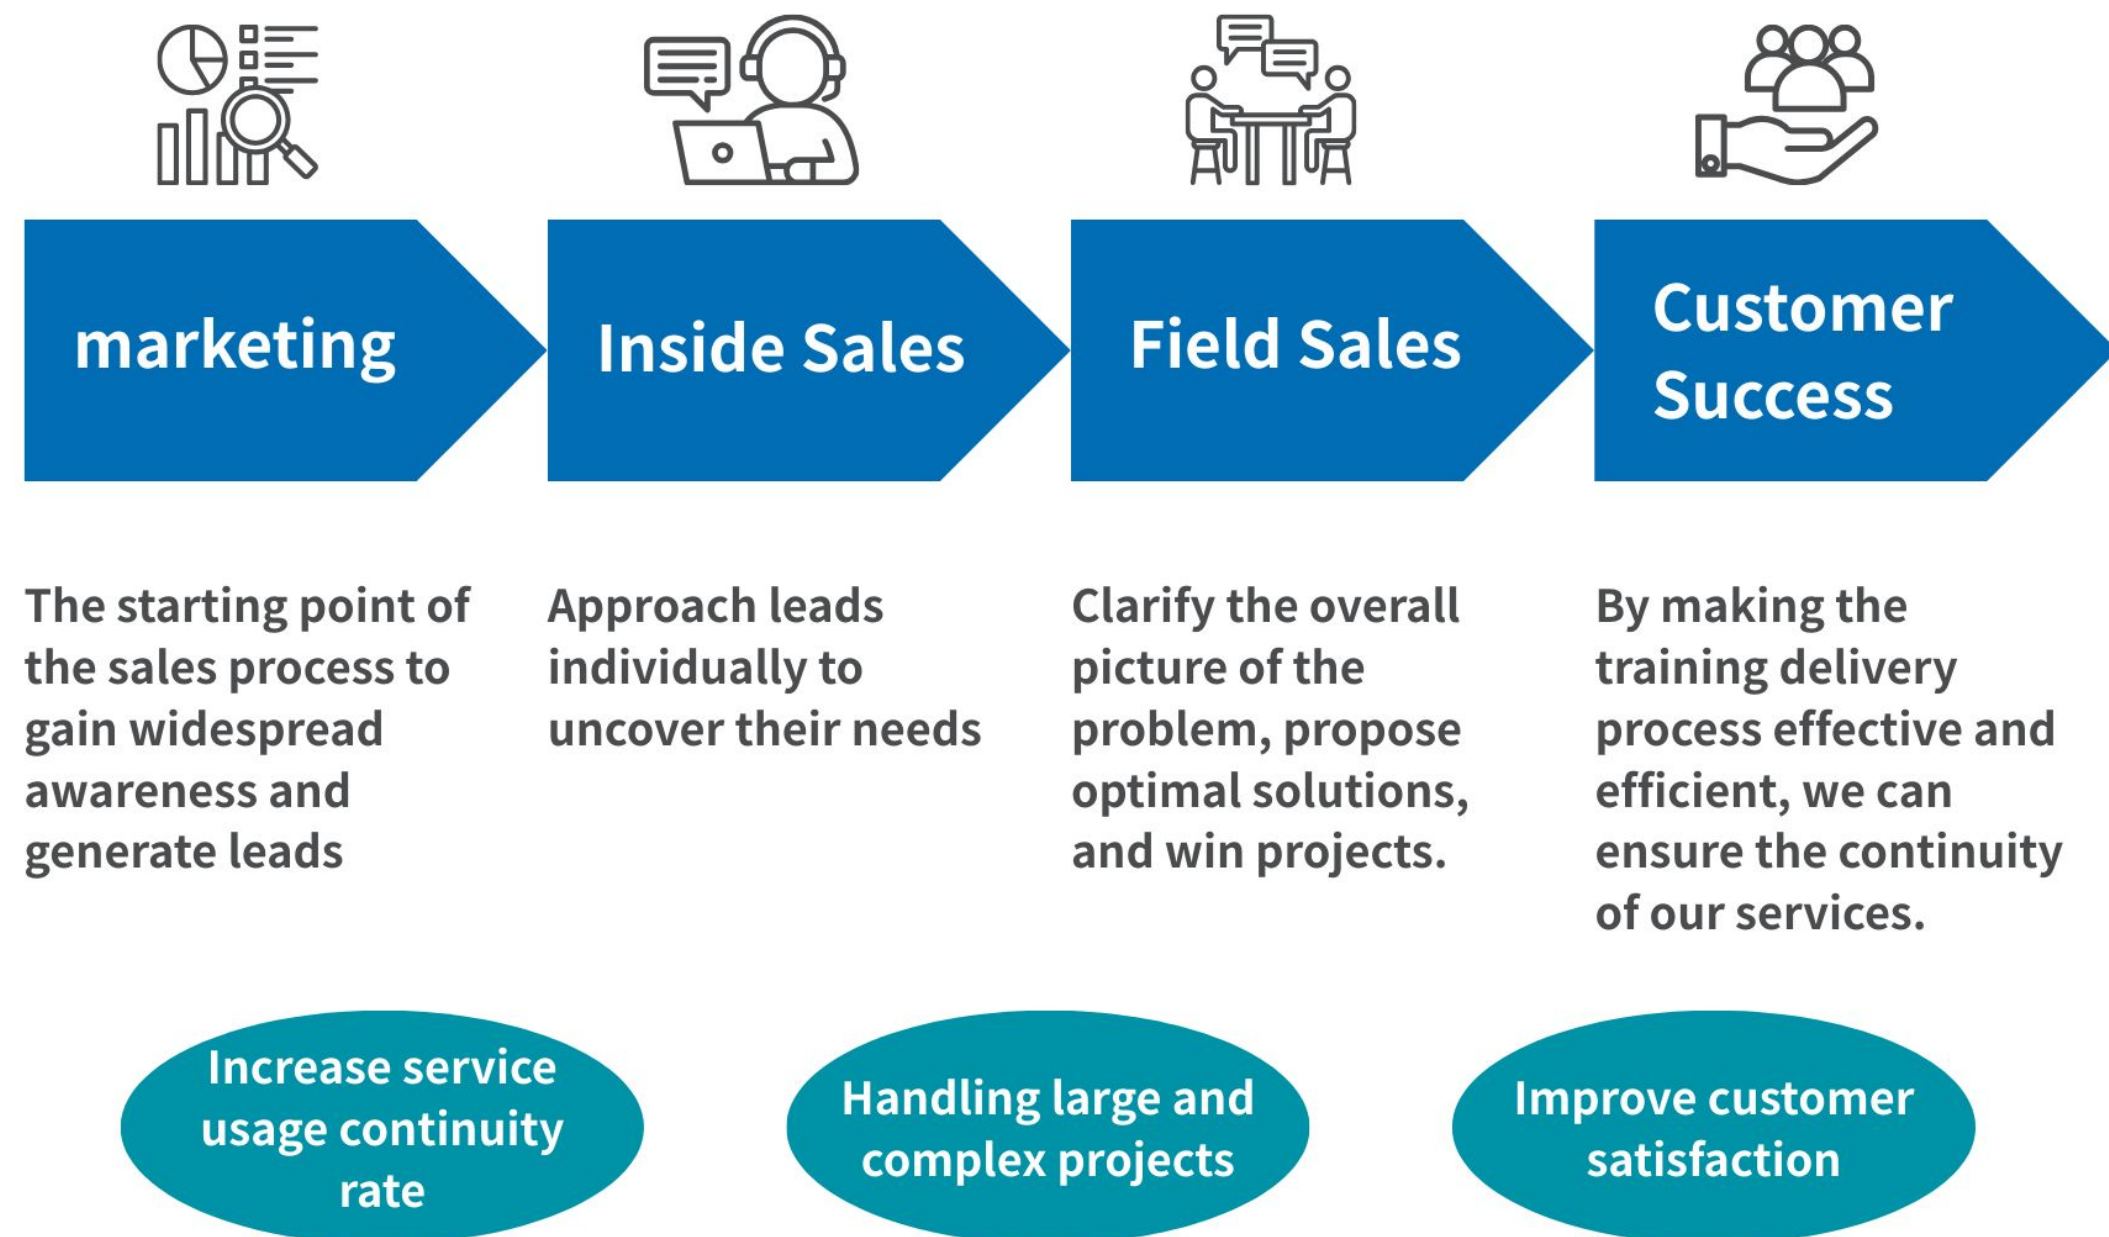 marketing
Inside Sales
Field Sales
Customer
Success
The starting point of
the sales process to
gain widespread
awareness and
generate leads
Approach leads
individually to
uncover their needs
Clarify the overall
picture of the
problem, propose
optimal solutions,
and win projects.
By making the
training delivery
process effective and
efficient, we can
ensure the continuity
of our services.
Increase service
usage continuity
rate
Handling large and
complex projects
Improve customer
satisfaction